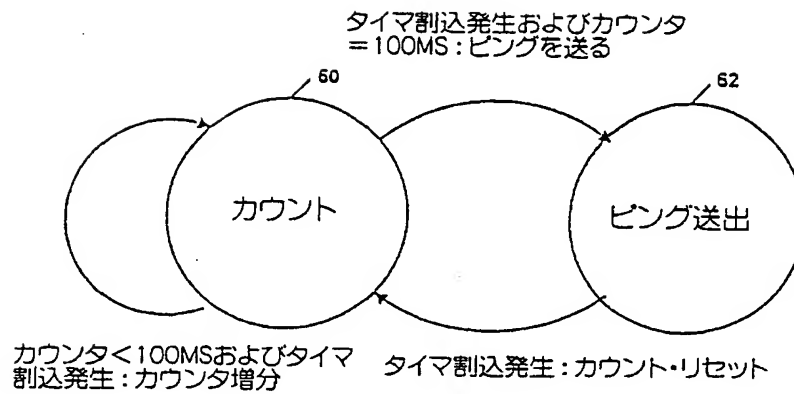 タイマ割込発生およびカウンタ
=100MS:ピングを送る
60
62
カウント
ピング送出
カウンタ<100MSおよびタイマ
割込発生:カウンタ増分
タイマ割込発生:カウント・リセット